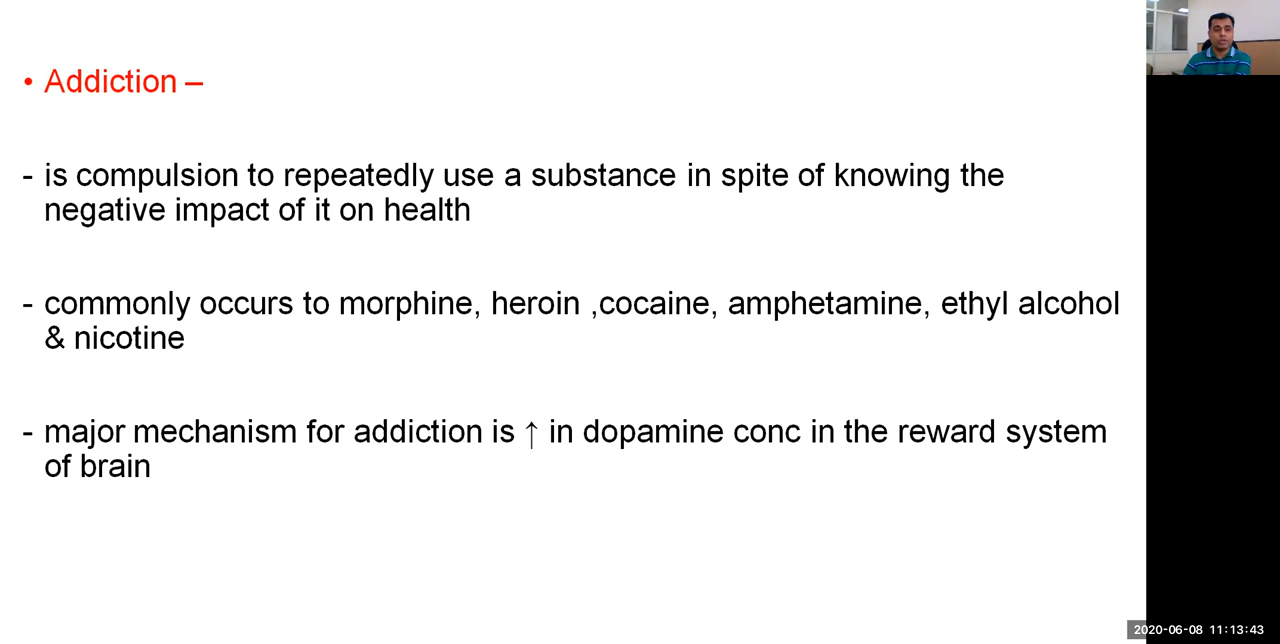 • Addiction –
- is compulsion to repeatedly use a substance in spite of knowing the
negative impact of it on health
- commonly occurs to morphine, heroin ,cocaine, amphetamine, ethyl alcohol
& nicotine
- major mechanism for addiction is ↑ in dopamine conc in the reward system
of brain
2020-06-08 11:13:43